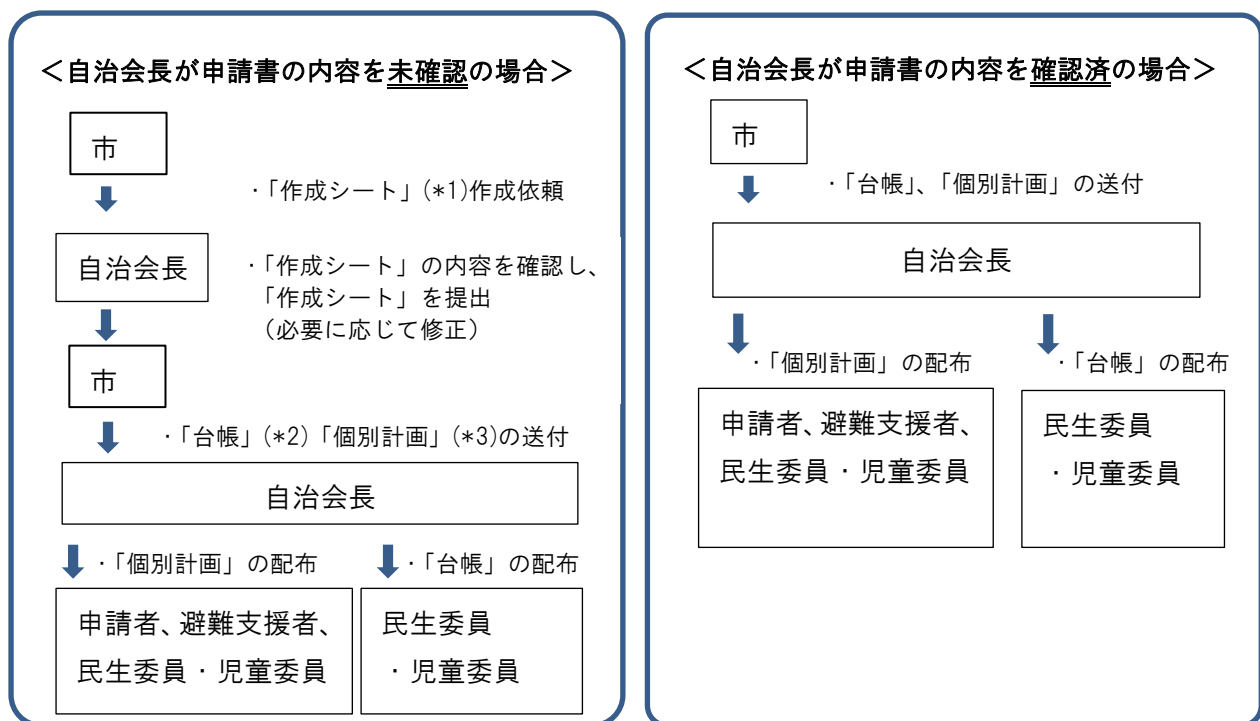 ＜自治会長が申請書の内容を未確認の場合＞
市
・「作成シート」(*1)作成依頼
自治会長
・「作成シート」の内容を確認し、
「作成シート」を提出
（必要に応じて修正）
市
・「台帳」(*2)「個別計画」(*3)の送付
自治会長
・「個別計画」の配布
・「台帳」の配布
申請者、避難支援者、
民生委員・児童委員
民生委員
・児童委員
＜自治会長が申請書の内容を確認済の場合＞
市
・「台帳」、「個別計画」の送付
自治会長
・「個別計画」の配布
・「台帳」の配布
申請者、避難支援者、
民生委員・児童委員
民生委員
・児童委員